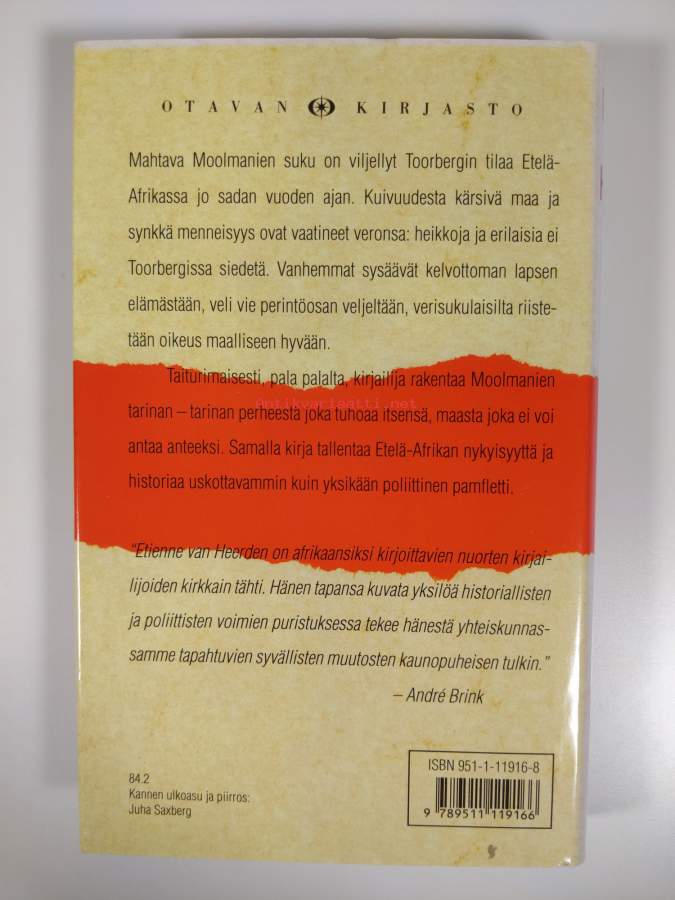 OTAVAN KIRJASTO
Mahtava Moolmanien suku on viljellyt Toorbergin tilaa Etelä-
Afrikassa jo sadan vuoden ajan. Kuivuudesta kärsivä maa ja
synkkä menneisyys ovat vaatineet veronsa: heikkoja ja erilaisia ei
Toorbergissa siedetä. Vanhemmat sysäävät kelvottoman lapsen
elämästään, veli vie perintöosan veljeltään, verisukulaisilta riiste-
tään oikeus maalliseen hyvään.
Taiturimaisesti, pala palalta, kirjailija rakentaa Moolmanien
Antikvariaatti.net
tarinan – tarinan perheestä joka tuhoaa itsensä, maasta joka ei voi
antaa anteeksi. Samalla kirja tallentaa Etelä-Afrikan nykyisyyttä ja
historiaa uskottavammin kuin yksikään poliittinen pamfletti.
"Etienne van Heerden on afrikaansiksi kirjoittavien nuorten kirjai-
lijoiden kirkkain tähti. Hänen tapansa kuvata yksilöä historiallisten
ja poliittisten voimien puristuksessa tekee hänestä yhteiskunnas-
samme tapahtuvien syvällisten muutosten kaunopuheisen tulkin."
– André Brink
84.2
Kannen ulkoasu ja piirros:
Juha Saxberg
ISBN 951-1-11916-8
9 789511 119166